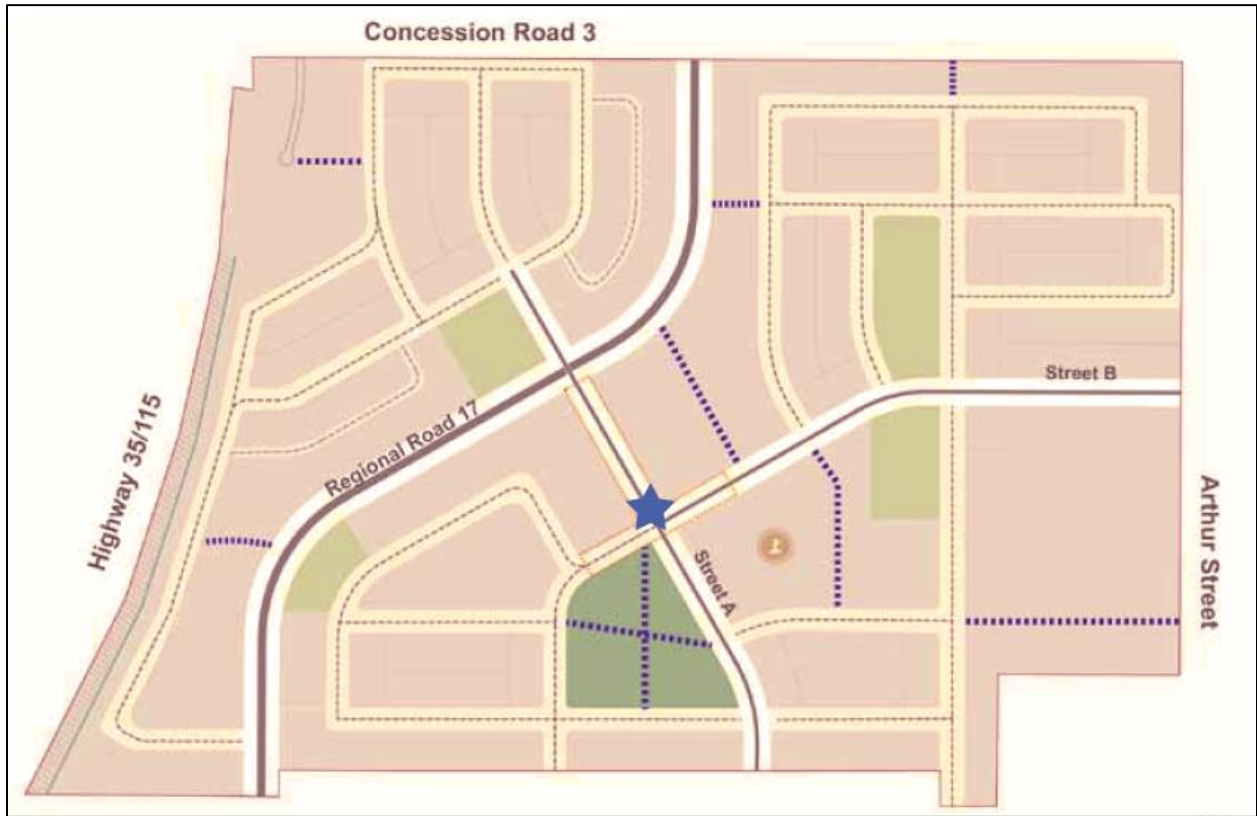 Concession Road 3
Street B
Regional Road 17
Highway 35/115
Street A
Arthur Street